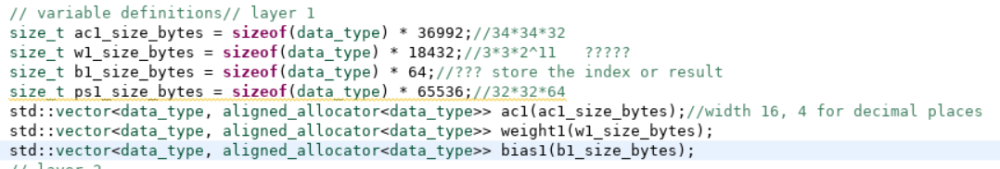 // variable definitions// layer 1
size_t ac1_size_bytes = sizeof(data_type) * 36992;//34*34*32
size_t w1_size_bytes = sizeof(data_type) * 18432;//3*3*2^11   ?????
size_t b1_size_bytes = sizeof(data_type) * 64;//??? store the index or result
size_t ps1_size_bytes = sizeof(data_type) * 65536;//32*32*64
std::vector<data_type, aligned_allocator<data_type>> ac1(ac1_size_bytes);//width 16, 4 for decimal places
std::vector<data_type, aligned_allocator<data_type>> weight1(w1_size_bytes);
std::vector<data_type, aligned_allocator<data_type>> bias1(b1_size_bytes);